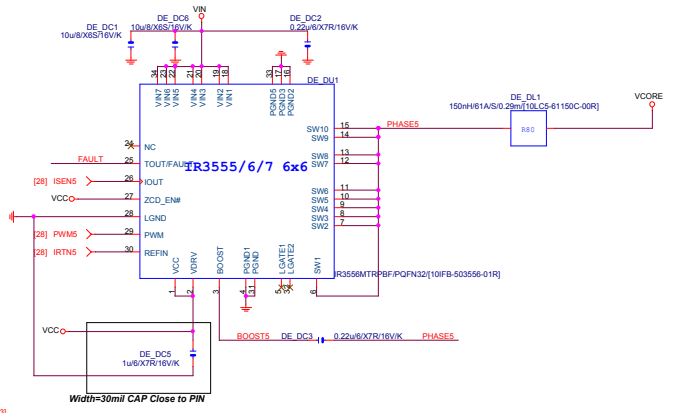 VIN
DE_DC1
10u/8/X6S/16V/K
DE_DC6
10u/8/X6S/16V/K
DE_DC2
0.22u/6/X7R/16V/K
34
23
22
21
20
19
18
33
17
16
DE_DU1
VIN7
VIN6
VIN5
VIN4
VIN3
VIN2
VIN1
PGND5
PGND3
PGND2
DE_DL1
150nH/61A/S/0.29m/[10LC5-61150C-00R]
VCORE
R80
PHASE5
SW10 15
SW9 14
SW8 13
SW7 12
SW6 11
SW5 10
SW4 9
SW3 8
SW2 7
24 NC
FAULT 25 TOUT/FAULT
IR3555/6/7 6x6
[28] ISEN5 26 IOUT
VCC 27 ZCD_EN#
28 LGND
[28] PWM5 29 PWM
[28] IRTN5 30 REFIN
VCC
VDRV
BOOST
PGND1
PGND
LGATE1
LGATE2
SW1
IR3556MTRPBF/PQFN32/[10IFB-503556-01R]
1
2
3
4
31
5
6
VCC
DE_DC5
1u/6/X7R/16V/K
BOOST5 DE_DC3 0.22u/6/X7R/16V/K PHASE5
Width=30mil CAP Close to PIN